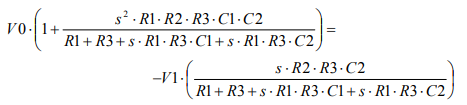 V0·(1+ s²·R1·R2·R3·C1·C2 / R1+R3+s·R1·R3·C1+s·R1·R3·C2) =
−V1·(s·R2·R3·C2 / R1+R3+s·R1·R3·C1+s·R1·R3·C2)